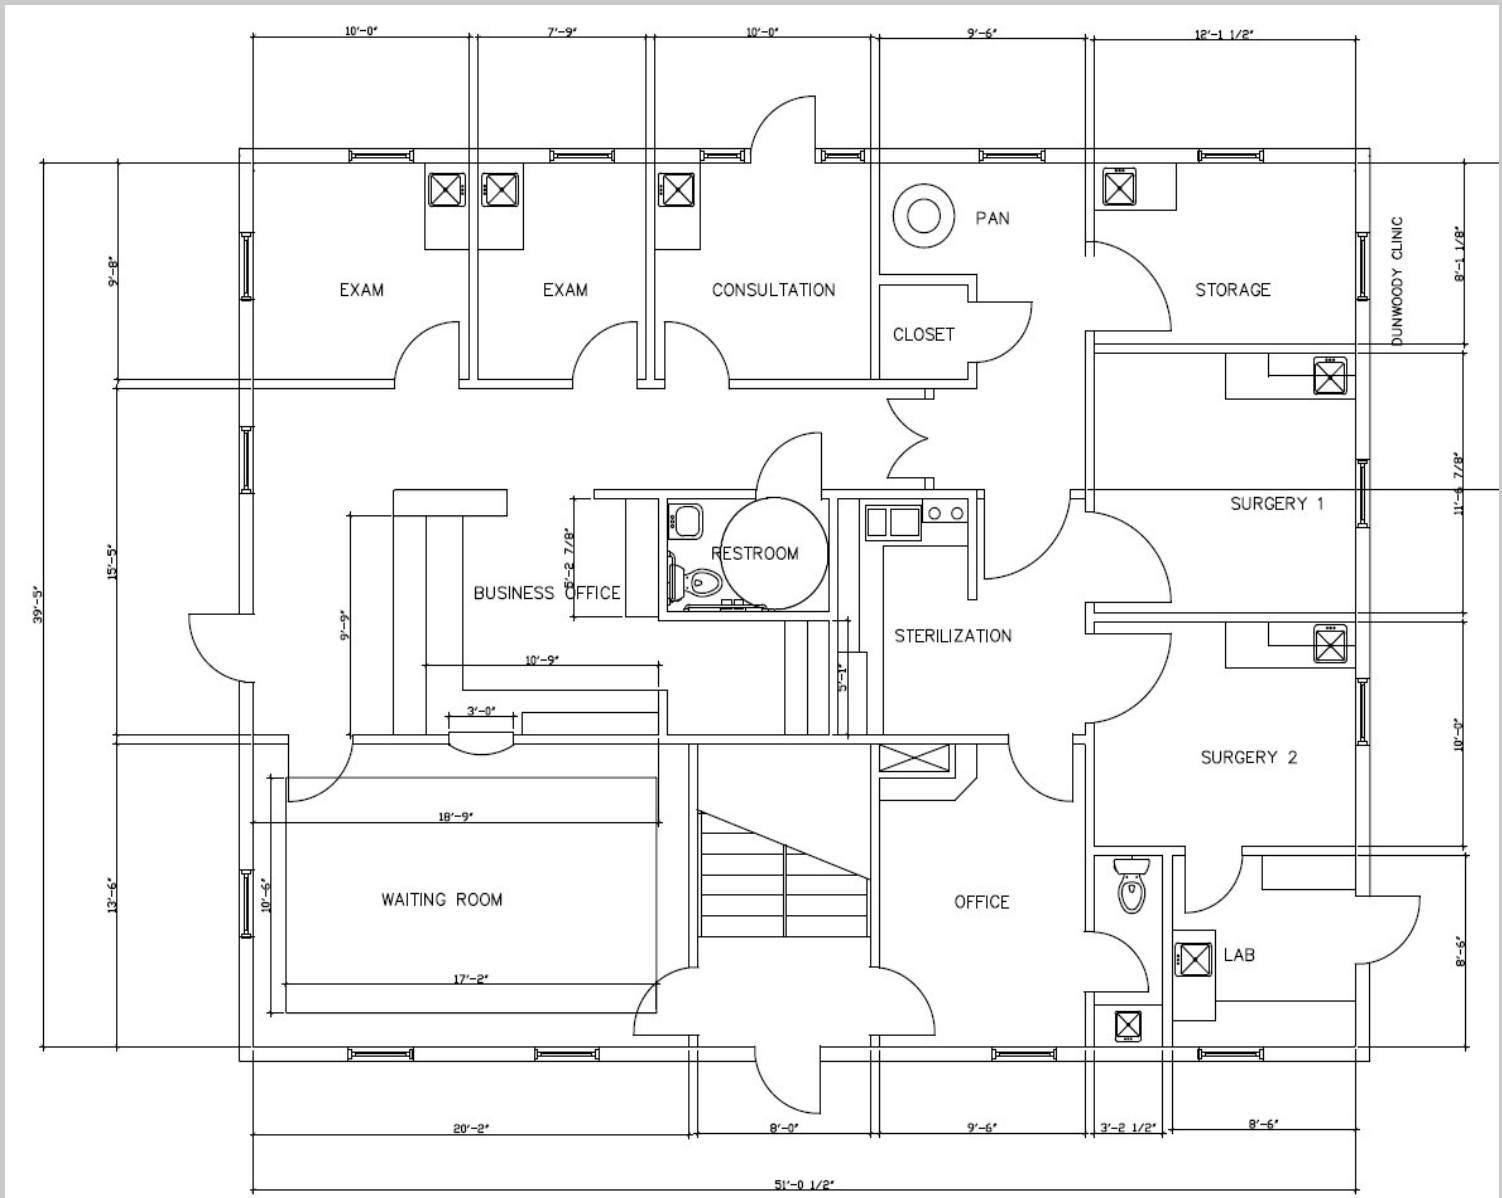 10'-0"
7'-9"
10'-0"
9'-6"
12'-1 1/2"
PAN
9'-8"
8'-1 1/8"
DUNWOODY CLINIC
EXAM
EXAM
CONSULTATION
STORAGE
CLOSET
11'-6 7/8"
SURGERY 1
15'-5"
39'-5"
RESTROOM
BUSINESS OFFICE
9'-9"
STERILIZATION
10'-9"
5'-1"
3'-0"
10'-0"
SURGERY 2
18'-9"
13'-6"
10'-6"
WAITING ROOM
OFFICE
LAB
8'-6"
17'-2"
20'-2"
8'-0"
9'-6"
3'-2 1/2"
8'-6"
51'-0 1/2"